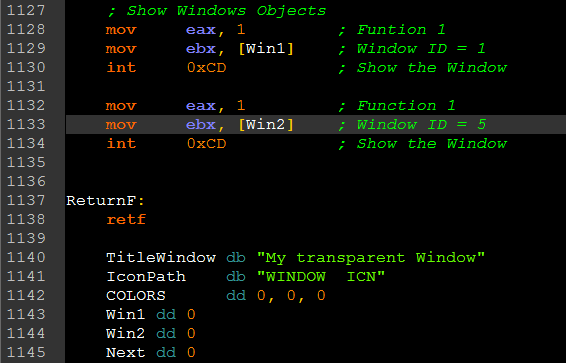 1127 ; Show Windows Objects
1128 mov eax, 1 ; Funtion 1
1129 mov ebx, [Win1] ; Window ID = 1
1130 int 0xCD ; Show the Window
1131
1132 mov eax, 1 ; Function 1
1133 mov ebx, [Win2] ; Window ID = 5
1134 int 0xCD ; Show the Window
1135
1136
1137 ReturnF:
1138 retf
1139
1140 TitleWindow db "My transparent Window"
1141 IconPath db "WINDOW  ICN"
1142 COLORS dd 0, 0, 0
1143 Win1 dd 0
1144 Win2 dd 0
1145 Next dd 0